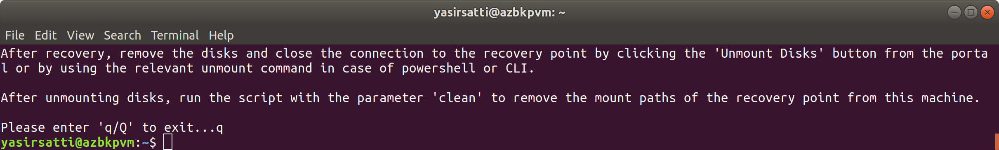 yasirsatti@azbkpvm: ~
File Edit View Search Terminal Help
After recovery, remove the disks and close the connection to the recovery point by clicking the 'Unmount Disks' button from the porta
l or by using the relevant unmount command in case of powershell or CLI.
After unmounting disks, run the script with the parameter 'clean' to remove the mount paths of the recovery point from this machine.
Please enter 'q/Q' to exit...q
yasirsatti@azbkpvm:~$